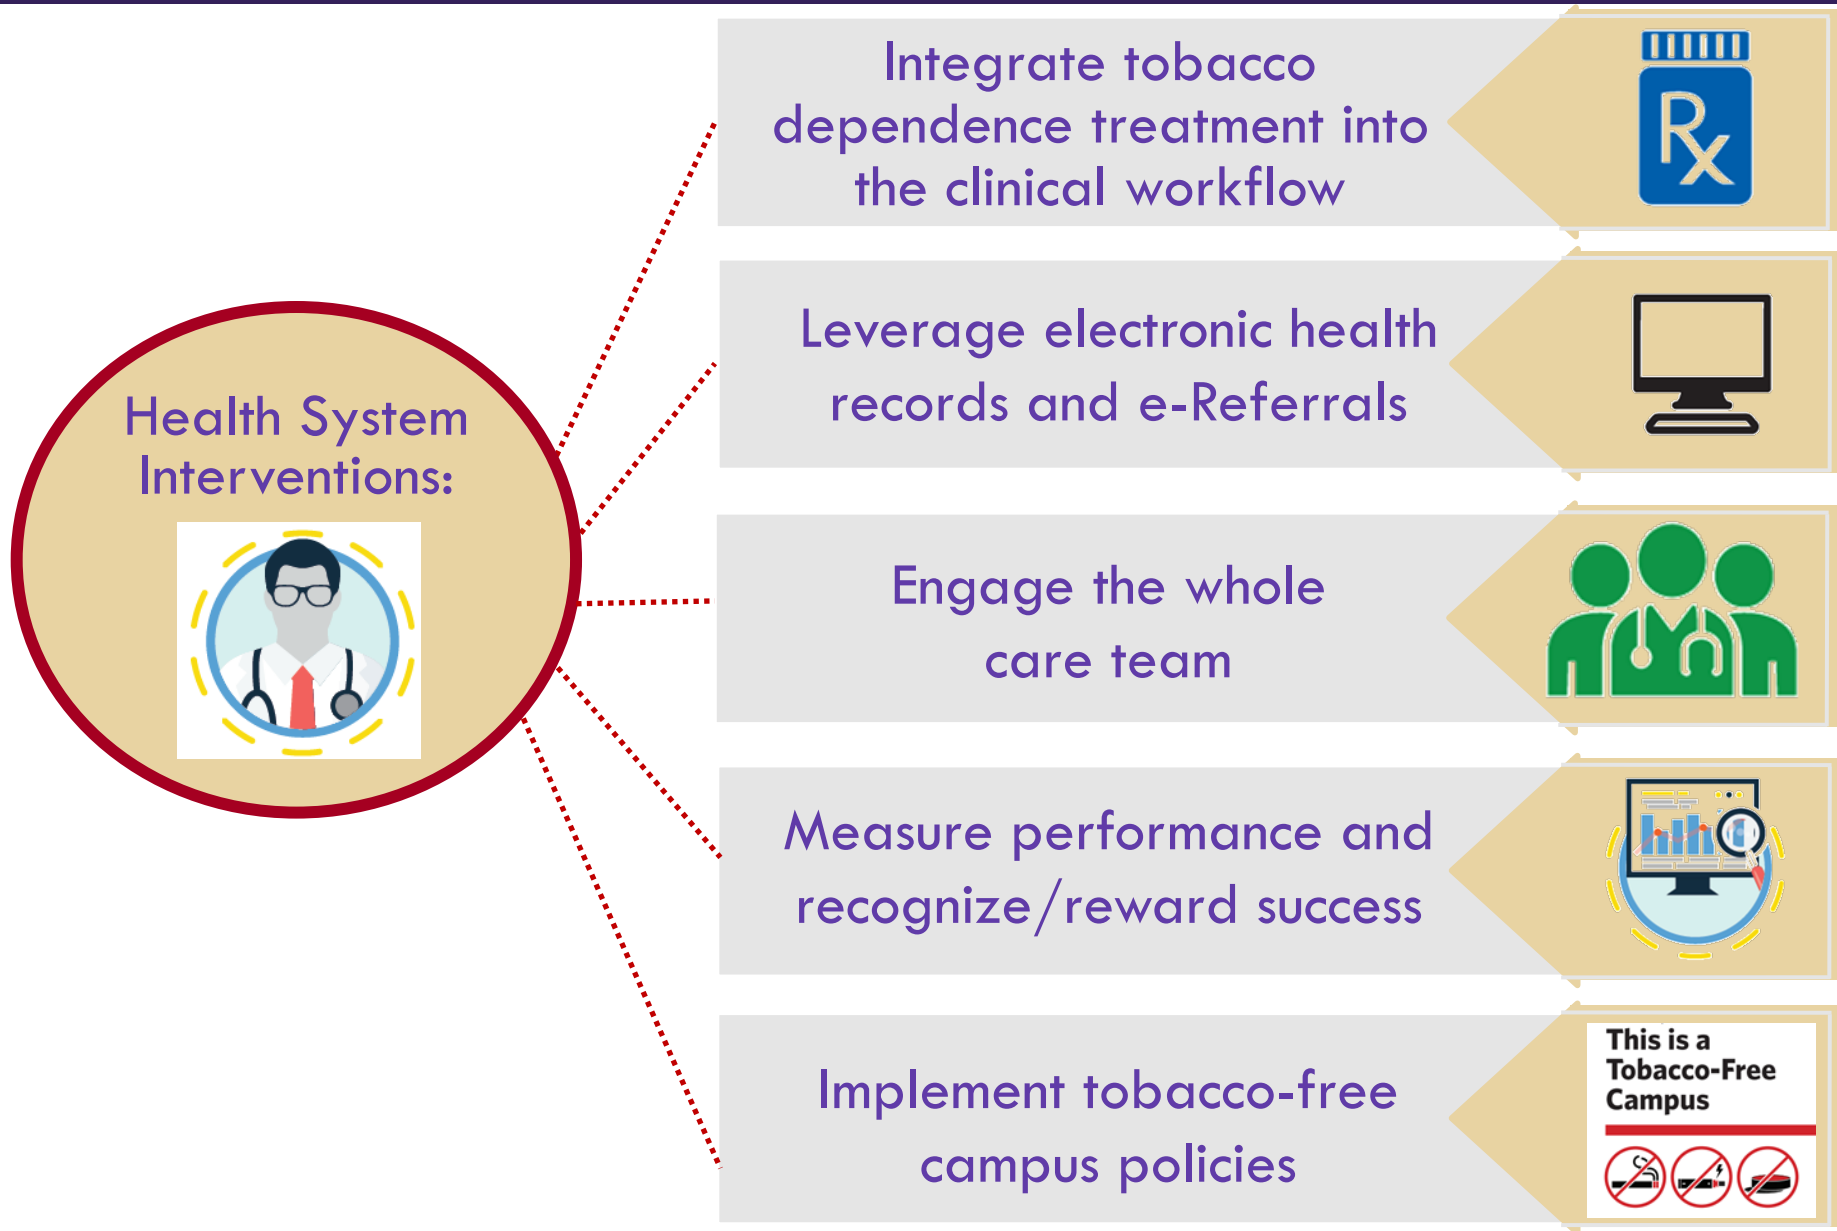 Health System
Interventions:
Integrate tobacco
dependence treatment into
the clinical workflow
Rx
Leverage electronic health
records and e-Referrals
Engage the whole
care team
Measure performance and
recognize/reward success
Implement tobacco-free
campus policies
This is a
Tobacco-Free
Campus